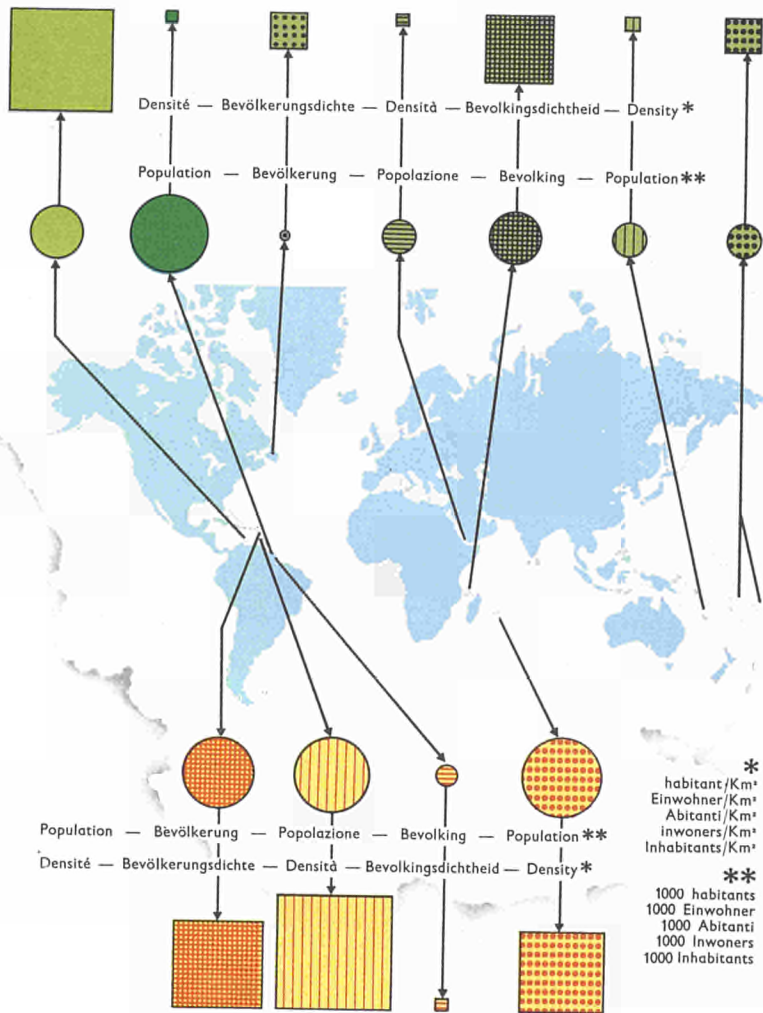 Densité — Bevölkerungsdichte — Densità — Bevolkingsdichtheid — Density *
Population — Bevölkerung — Popolazione — Bevolking — Population **
Population — Bevölkerung — Popolazione — Bevolking — Population **
Densité — Bevölkerungsdichte — Densità — Bevolkingsdichtheid — Density *
*
habitant/Km²
Einwohner/Km²
Abitanti/Km²
inwoners/Km²
Inhabitants/Km²
**
1000 habitants
1000 Einwohner
1000 Abitanti
1000 Inwoners
1000 Inhabitants